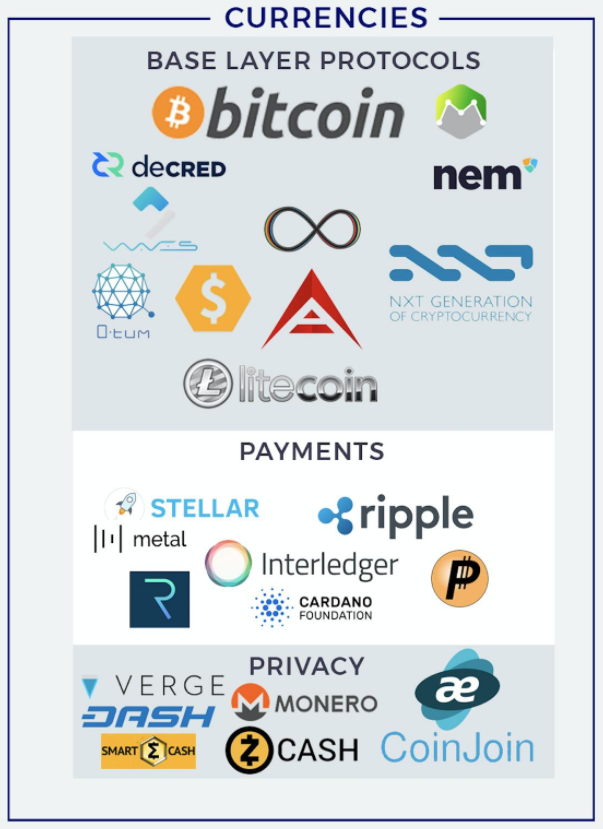 CURRENCIES
BASE LAYER PROTOCOLS
bitcoin
decRED
nem
WAVES
NXT GENERATION
OF CRYPTOCURRENCY
Q·tum
$
litecoin
PAYMENTS
STELLAR
ripple
metal
Interledger
P
R
CARDANO
FOUNDATION
PRIVACY
VERGE
MONERO
æ
DASH
SMART CASH
CASH
CoinJoin